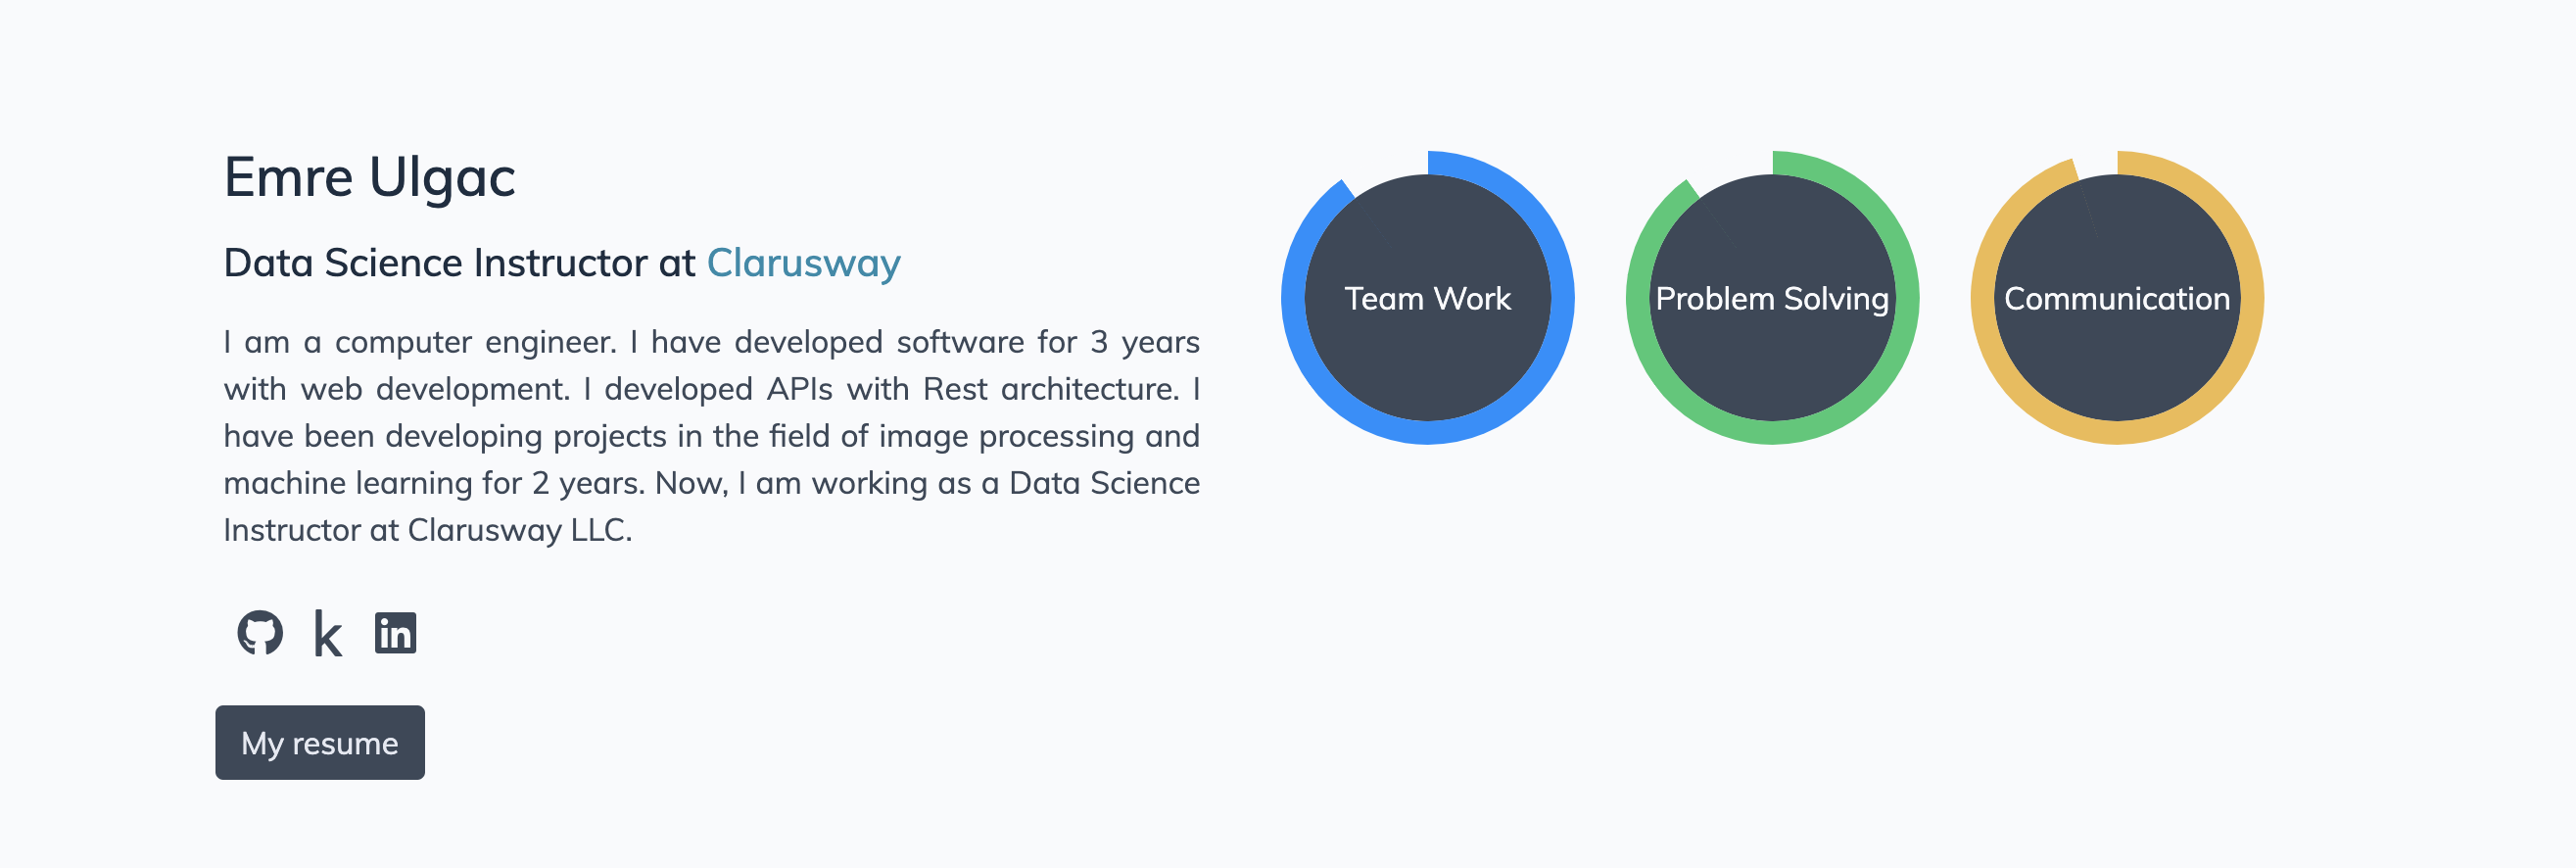 Emre Ulgac
Data Science Instructor at Clarusway
I am a computer engineer. I have developed software for 3 years
with web development. I developed APIs with Rest architecture. I
have been developing projects in the field of image processing and
machine learning for 2 years. Now, I am working as a Data Science
Instructor at Clarusway LLC.
k
in
My resume
Team Work
Problem Solving
Communication